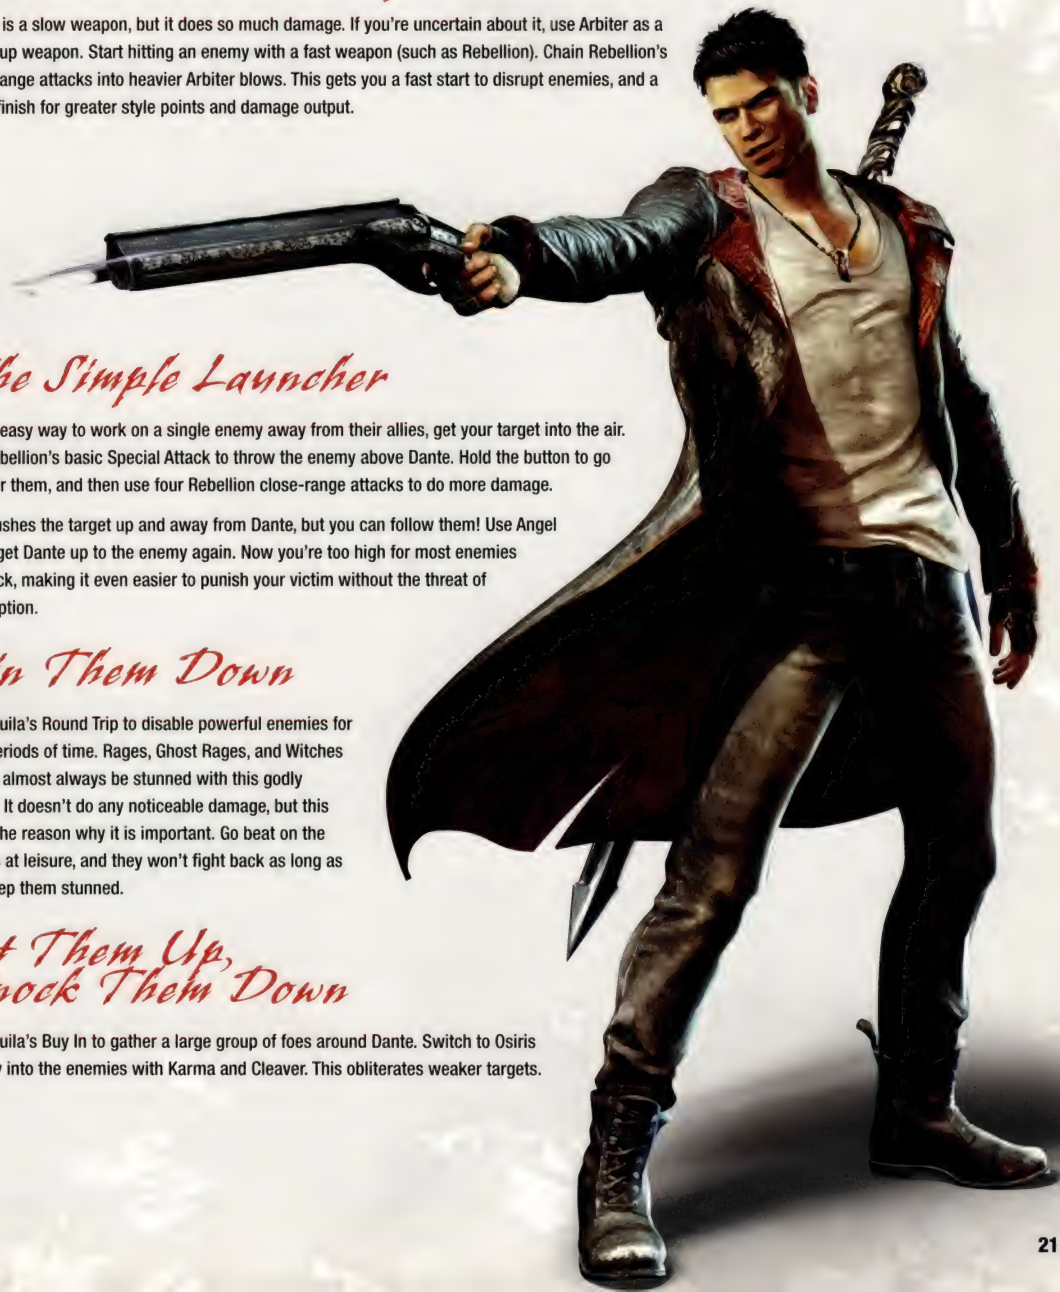 is a slow weapon, but it does so much damage. If you're uncertain about it, use Arbiter as a
up weapon. Start hitting an enemy with a fast weapon (such as Rebellion). Chain Rebellion's
ange attacks into heavier Arbiter blows. This gets you a fast start to disrupt enemies, and a
finish for greater style points and damage output.
he Simple Launcher
easy way to work on a single enemy away from their allies, get your target into the air.
bellion's basic Special Attack to throw the enemy above Dante. Hold the button to go
r them, and then use four Rebellion close-range attacks to do more damage.
ushes the target up and away from Dante, but you can follow them! Use Angel
get Dante up to the enemy again. Now you're too high for most enemies
ck, making it even easier to punish your victim without the threat of
ption.
n Them Down
uila's Round Trip to disable powerful enemies for
eriods of time. Rages, Ghost Rages, and Witches
almost always be stunned with this godly
It doesn't do any noticeable damage, but this
he reason why it is important. Go beat on the
s at leisure, and they won't fight back as long as
ep them stunned.
t Them Up,
nock Them Down
uila's Buy In to gather a large group of foes around Dante. Switch to Osiris
y into the enemies with Karma and Cleaver. This obliterates weaker targets.
21